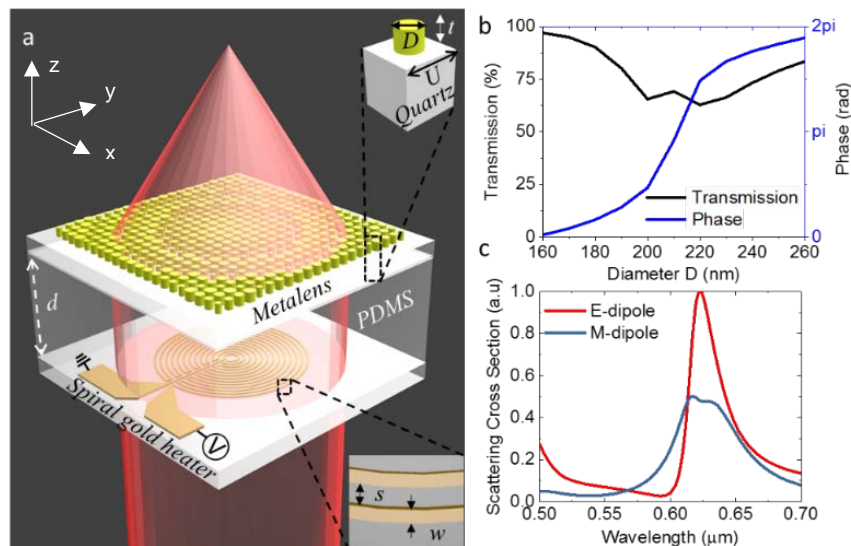 a
z
y
x
D
t
U
Quartz
d
Metalens
PDMS
Spiral gold heater
V
s
w
b
Transmission (%)
100
75
50
25
0
160 180 200 220 240 260
Diameter D (nm)
2pi
pi
0
Phase (rad)
Transmission
Phase
c
Scattering Cross Section (a.u)
1.0
0.8
0.6
0.4
0.2
0.0
0.50 0.55 0.60 0.65 0.70
Wavelength (μm)
E-dipole
M-dipole